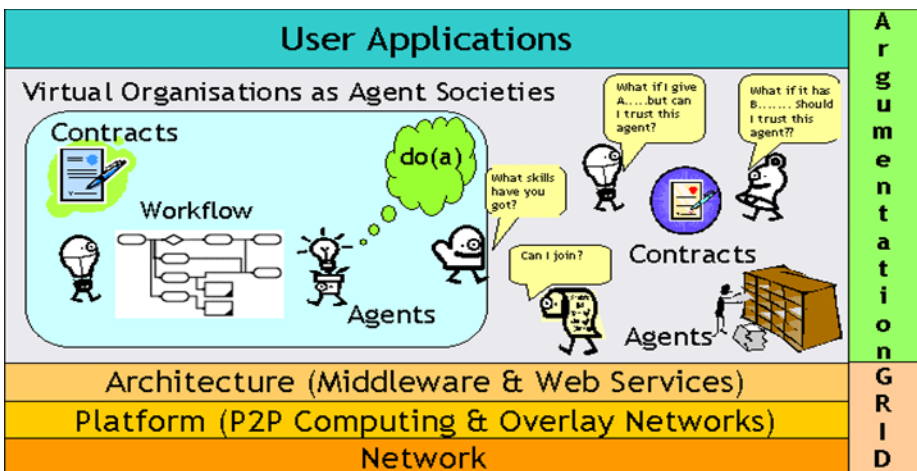 User Applications
Virtual Organisations as Agent Societies
Contracts
Workflow
do(a)
Agents
What skills
have you
got?
Can I join?
What if I give
A.....but can
I trust this
agent?
What if it has
B....... Should
I trust this
agent??
Contracts
Agents
Architecture (Middleware & Web Services)
Platform (P2P Computing & Overlay Networks)
Network
Argumentation
GRID